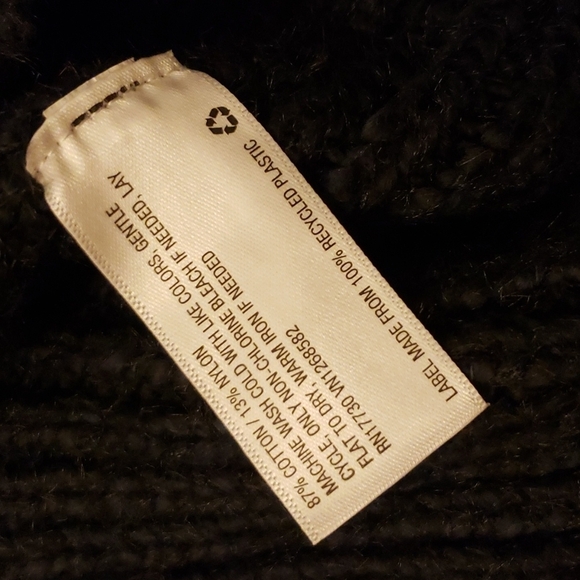 87% COTTON / 13% NYLON
MACHINE WASH COLD WITH LIKE COLORS, GENTLE
CYCLE. ONLY NON-CHLORINE BLEACH IF NEEDED, LAY
FLAT TO DRY, WARM IRON IF NEEDED
RN17730 VN1268582
LABEL MADE FROM 100% RECYCLED PLASTIC